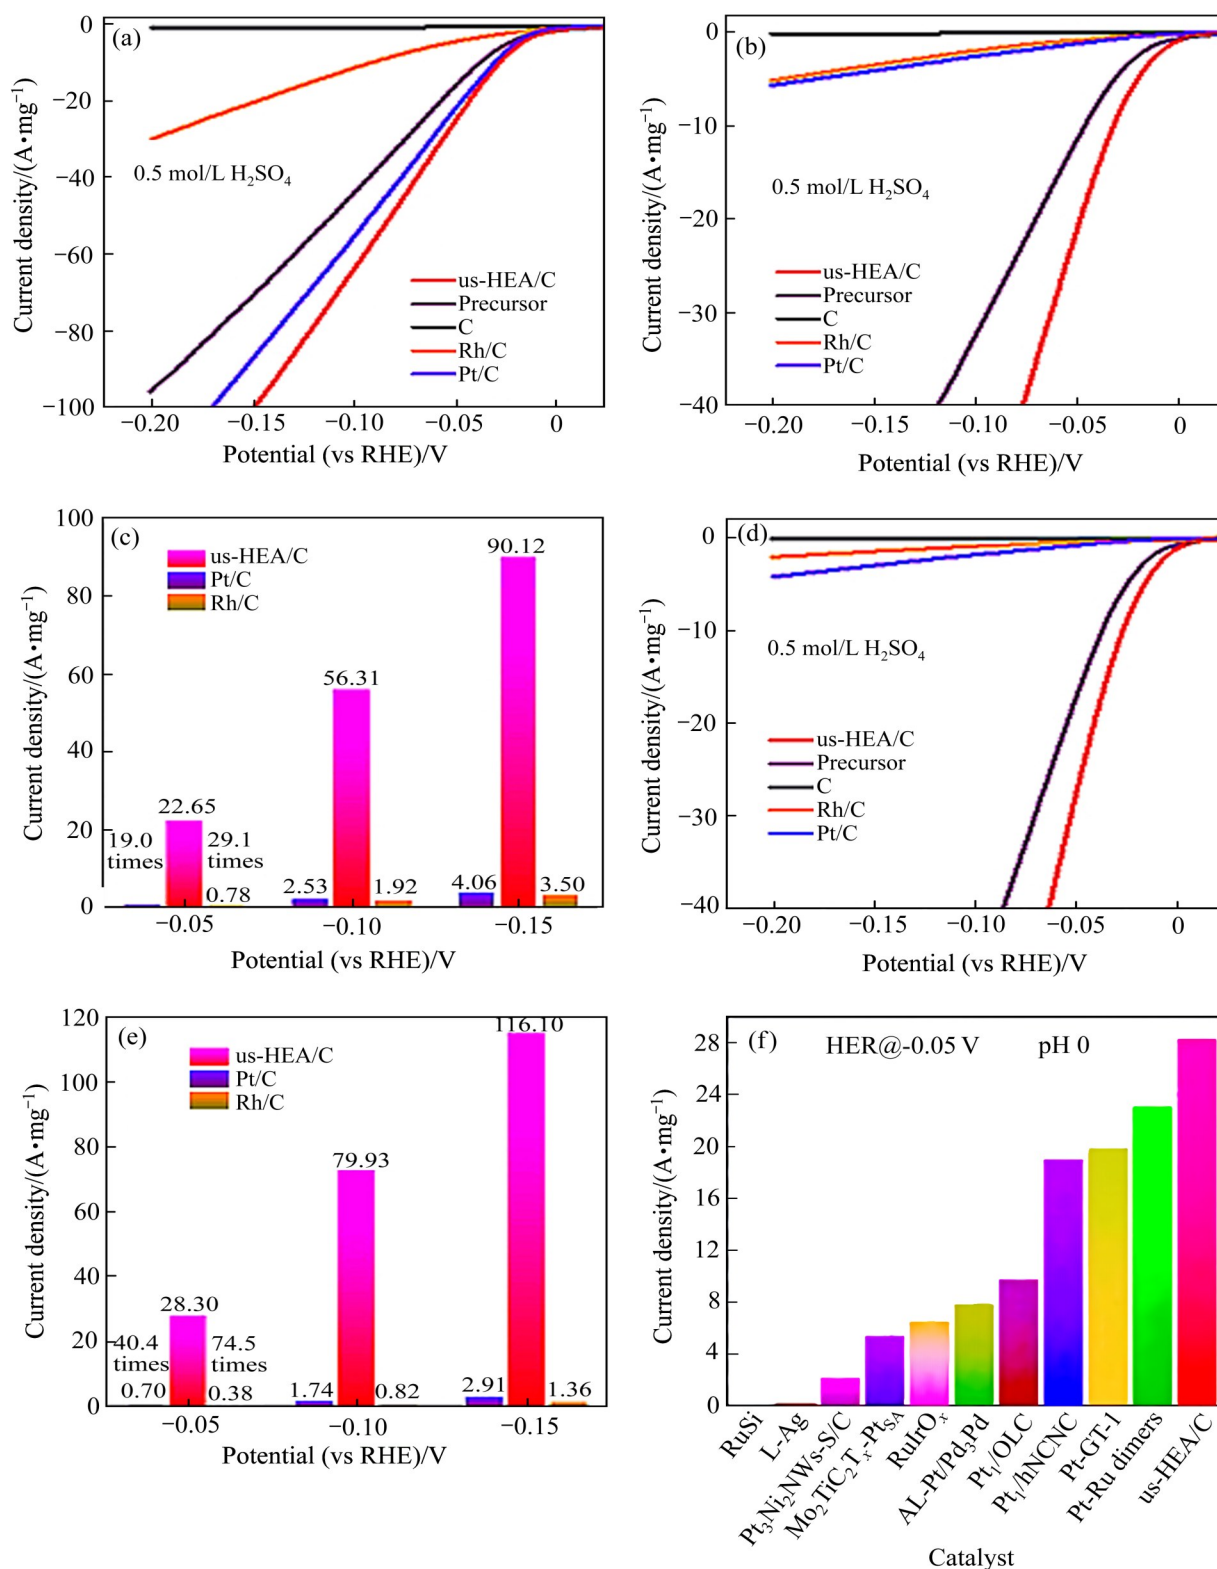 (a)
0
−20
−40
−60
−80
−100
Current density/(A•mg⁻¹)
0.5 mol/L H₂SO₄
us-HEA/C
Precursor
C
Rh/C
Pt/C
−0.20 −0.15 −0.10 −0.05 0
Potential (vs RHE)/V
(b)
0
−10
−20
−30
−40
Current density/(A•mg⁻¹)
0.5 mol/L H₂SO₄
us-HEA/C
Precursor
C
Rh/C
Pt/C
−0.20 −0.15 −0.10 −0.05 0
Potential (vs RHE)/V
(c)
100
80
60
40
20
0
Current density/(A•mg⁻¹)
us-HEA/C
Pt/C
Rh/C
90.12
56.31
22.65
19.0 29.1
times times
0.78 2.53 1.92 4.06 3.50
−0.05 −0.10 −0.15
Potential (vs RHE)/V
(d)
0
−10
−20
−30
−40
Current density/(A•mg⁻¹)
0.5 mol/L H₂SO₄
us-HEA/C
Precursor
C
Rh/C
Pt/C
−0.20 −0.15 −0.10 −0.05 0
Potential (vs RHE)/V
(e)
120
100
80
60
40
20
0
Current density/(A•mg⁻¹)
us-HEA/C
Pt/C
Rh/C
116.10
79.93
28.30
40.4 74.5
times times
0.70 0.38 1.74 0.82 2.91 1.36
−0.05 −0.10 −0.15
Potential (vs RHE)/V
(f)
HER@-0.05 V pH 0
28
24
20
16
12
8
4
0
Current density/(A•mg⁻¹)
RuSi
L-Ag
Pt₃Ni₂NWs-S/C
Mo₂TiC₂Tₓ-Pt_SA
RuIrOₓ
AL-Pt/Pd₃Pd
Pt₁/OLC
Pt₁/hNCNC
Pt-GT-1
Pt-Ru dimers
us-HEA/C
Catalyst